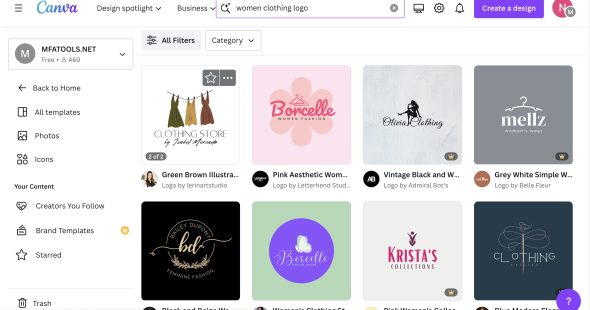 Canva
Design spotlight
Business
women clothing logo
Create a design
M
MFATOOLS.NET
Free • 469
All Filters
Category
Back to Home
All templates
Photos
Icons
Your Content
Creators You Follow
Brand Templates
Starred
Trash
CLOTHING STORE
2 of 2
Green Brown Illustra...
Logo by lerinartstudio
Borcelle
WOMEN FASHION
Pink Aesthetic Wom...
Logo by Letterhend Stud...
Olivia Clothing
AB
Vintage Black and W...
Logo by Admiral Bot's
mellz
women's wear
Grey White Simple W...
Logo by Belle Fleur
BAILEY DUPONT
bd
FEMININE FASHION
Borcelle
KRISTA'S
COLLECTIONS
CLOTHING
?